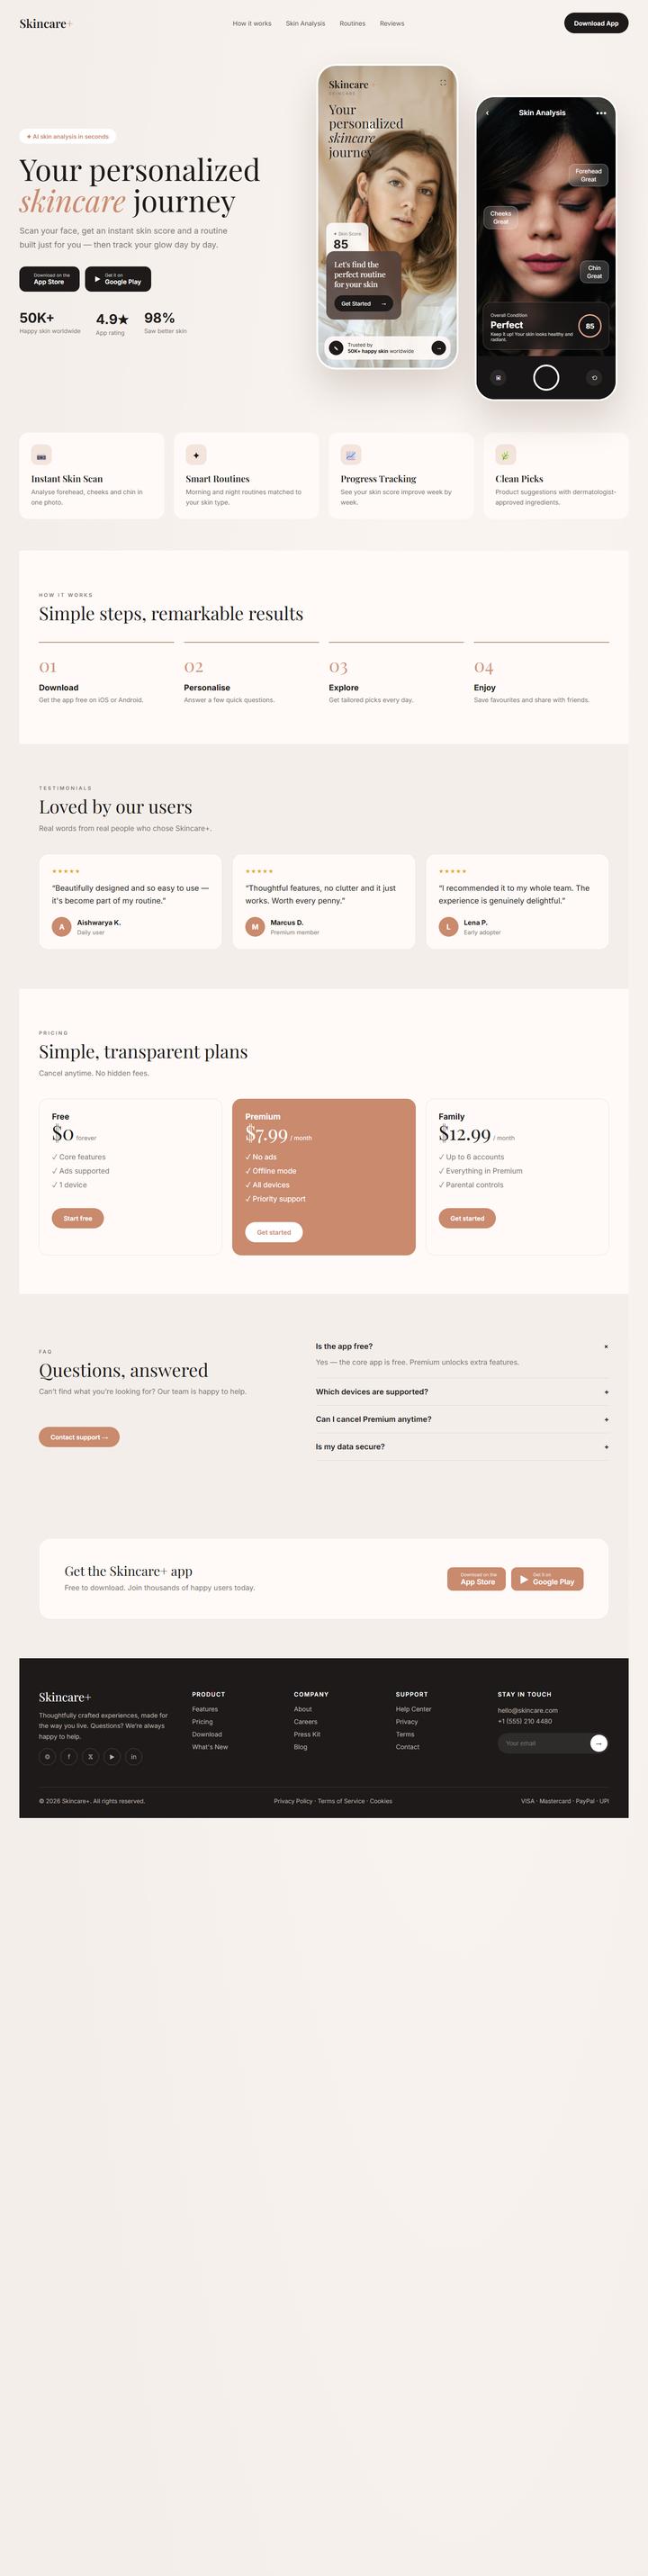 Skincare+
How it works
Skin Analysis
Routines
Reviews
Download App
✦ AI skin analysis in seconds
Your personalized
skincare journey
Scan your face, get an instant skin score and a routine
built just for you — then track your glow day by day.
Download on the
App Store
Get it on
Google Play
50K+
Happy skin worldwide
4.9★
App rating
98%
Saw better skin
Skincare
SKINCARE
Your
personalized
skincare
journey
✦ Skin Score
85
Let's find the
perfect routine
for your skin
Get Started →
Trusted by
50K+ happy skin worldwide
→
‹
Skin Analysis
•••
Forehead
Great
Cheeks
Great
Chin
Great
Overall Condition
Perfect
Keep it up! Your skin looks healthy and
radiant.
85
Instant Skin Scan
Analyse forehead, cheeks and chin in
one photo.
Smart Routines
Morning and night routines matched to
your skin type.
Progress Tracking
See your skin score improve week by
week.
Clean Picks
Product suggestions with dermatologist-
approved ingredients.
HOW IT WORKS
Simple steps, remarkable results
01
Download
Get the app free on iOS or Android.
02
Personalise
Answer a few quick questions.
03
Explore
Get tailored picks every day.
04
Enjoy
Save favourites and share with friends.
TESTIMONIALS
Loved by our users
Real words from real people who chose Skincare+.
★★★★★
“Beautifully designed and so easy to use —
it's become part of my routine.”
A
Aishwarya K.
Daily user
★★★★★
“Thoughtful features, no clutter and it just
works. Worth every penny.”
M
Marcus D.
Premium member
★★★★★
“I recommended it to my whole team. The
experience is genuinely delightful.”
L
Lena P.
Early adopter
PRICING
Simple, transparent plans
Cancel anytime. No hidden fees.
Free
$0 forever
✓ Core features
✓ Ads supported
✓ 1 device
Start free
Premium
$7.99 / month
✓ No ads
✓ Offline mode
✓ All devices
✓ Priority support
Get started
Family
$12.99 / month
✓ Up to 6 accounts
✓ Everything in Premium
✓ Parental controls
Get started
FAQ
Questions, answered
Can't find what you're looking for? Our team is happy to help.
Contact support →
Is the app free?
Yes — the core app is free. Premium unlocks extra features.
Which devices are supported? +
Can I cancel Premium anytime? +
Is my data secure? +
Get the Skincare+ app
Free to download. Join thousands of happy users today.
Download on the
App Store
Get it on
Google Play
Skincare+
Thoughtfully crafted experiences, made for
the way you live. Questions? We're always
happy to help.
f
𝕏
▶
in
PRODUCT
Features
Pricing
Download
What's New
COMPANY
About
Careers
Press Kit
Blog
SUPPORT
Help Center
Privacy
Terms
Contact
STAY IN TOUCH
hello@skincare.com
+1 (555) 210 4480
Your email →
© 2026 Skincare+. All rights reserved.
Privacy Policy · Terms of Service · Cookies
VISA · Mastercard · PayPal · UPI